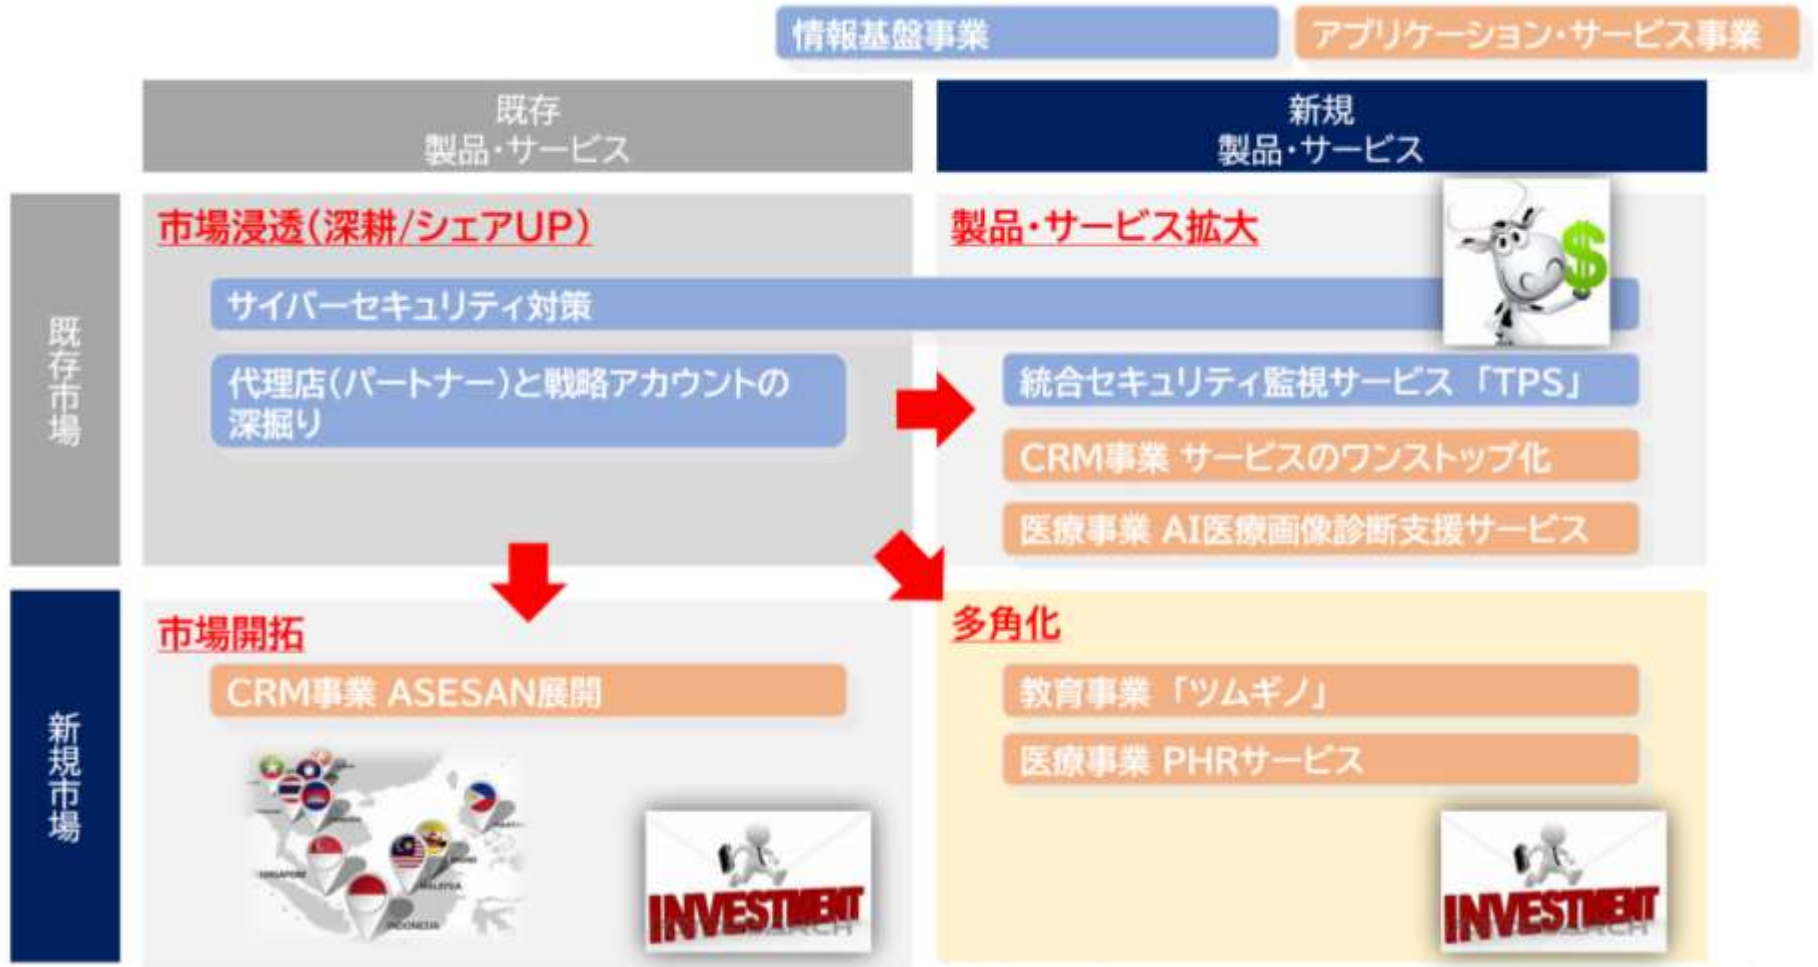 情報基盤事業
アプリケーション・サービス事業
既存
製品・サービス
新規
製品・サービス
既存市場
市場浸透(深耕/シェアUP)
製品・サービス拡大
サイバーセキュリティ対策
代理店(パートナー)と戦略アカウントの
深掘り
統合セキュリティ監視サービス「TPS」
CRM事業 サービスのワンストップ化
医療事業 AI医療画像診断支援サービス
$
新規市場
市場開拓
多角化
CRM事業 ASESAN展開
教育事業「ツムギノ」
医療事業 PHRサービス
SINGAPORE
MALAYSIA
INDONESIA
INVESTMENT
INVESTMENT